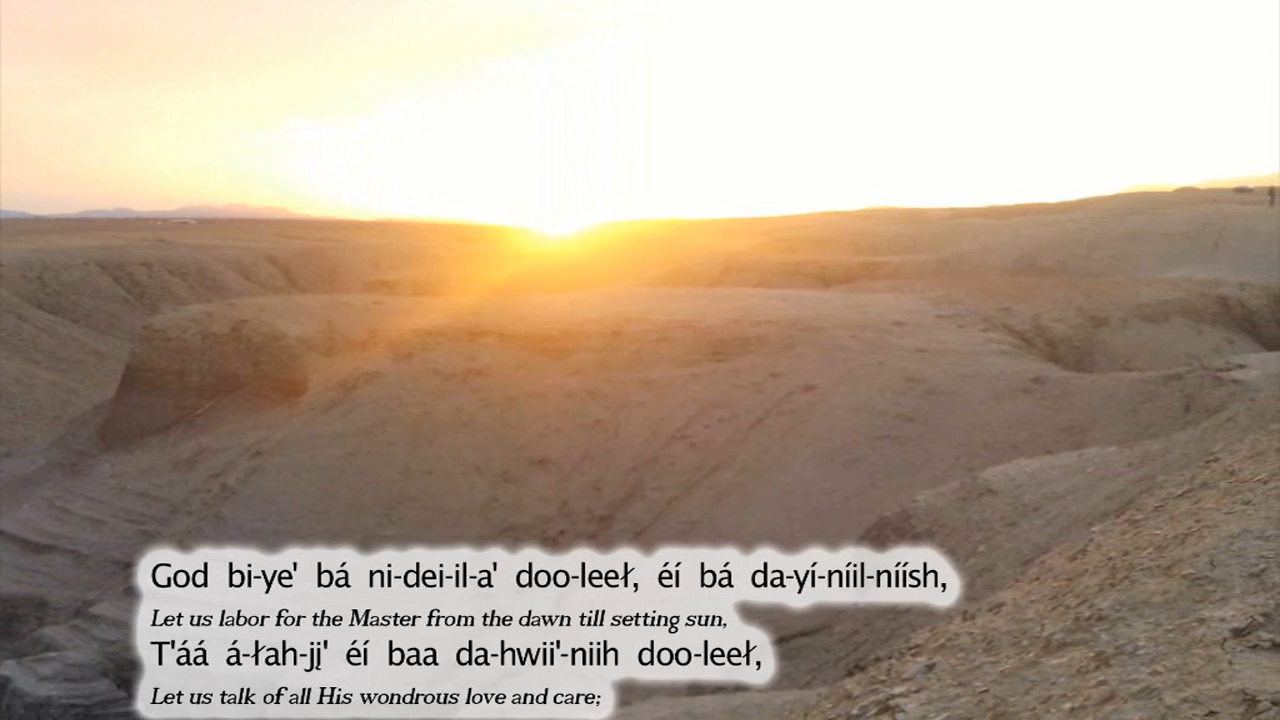 God bi-ye' bá ni-dei-il-a' doo-leeł, éí bá da-yí-níil-níísh,
Let us labor for the Master from the dawn till setting sun,
T'áá á-łah-jį' éí baa da-hwii'-niih doo-leeł,
Let us talk of all His wondrous love and care;